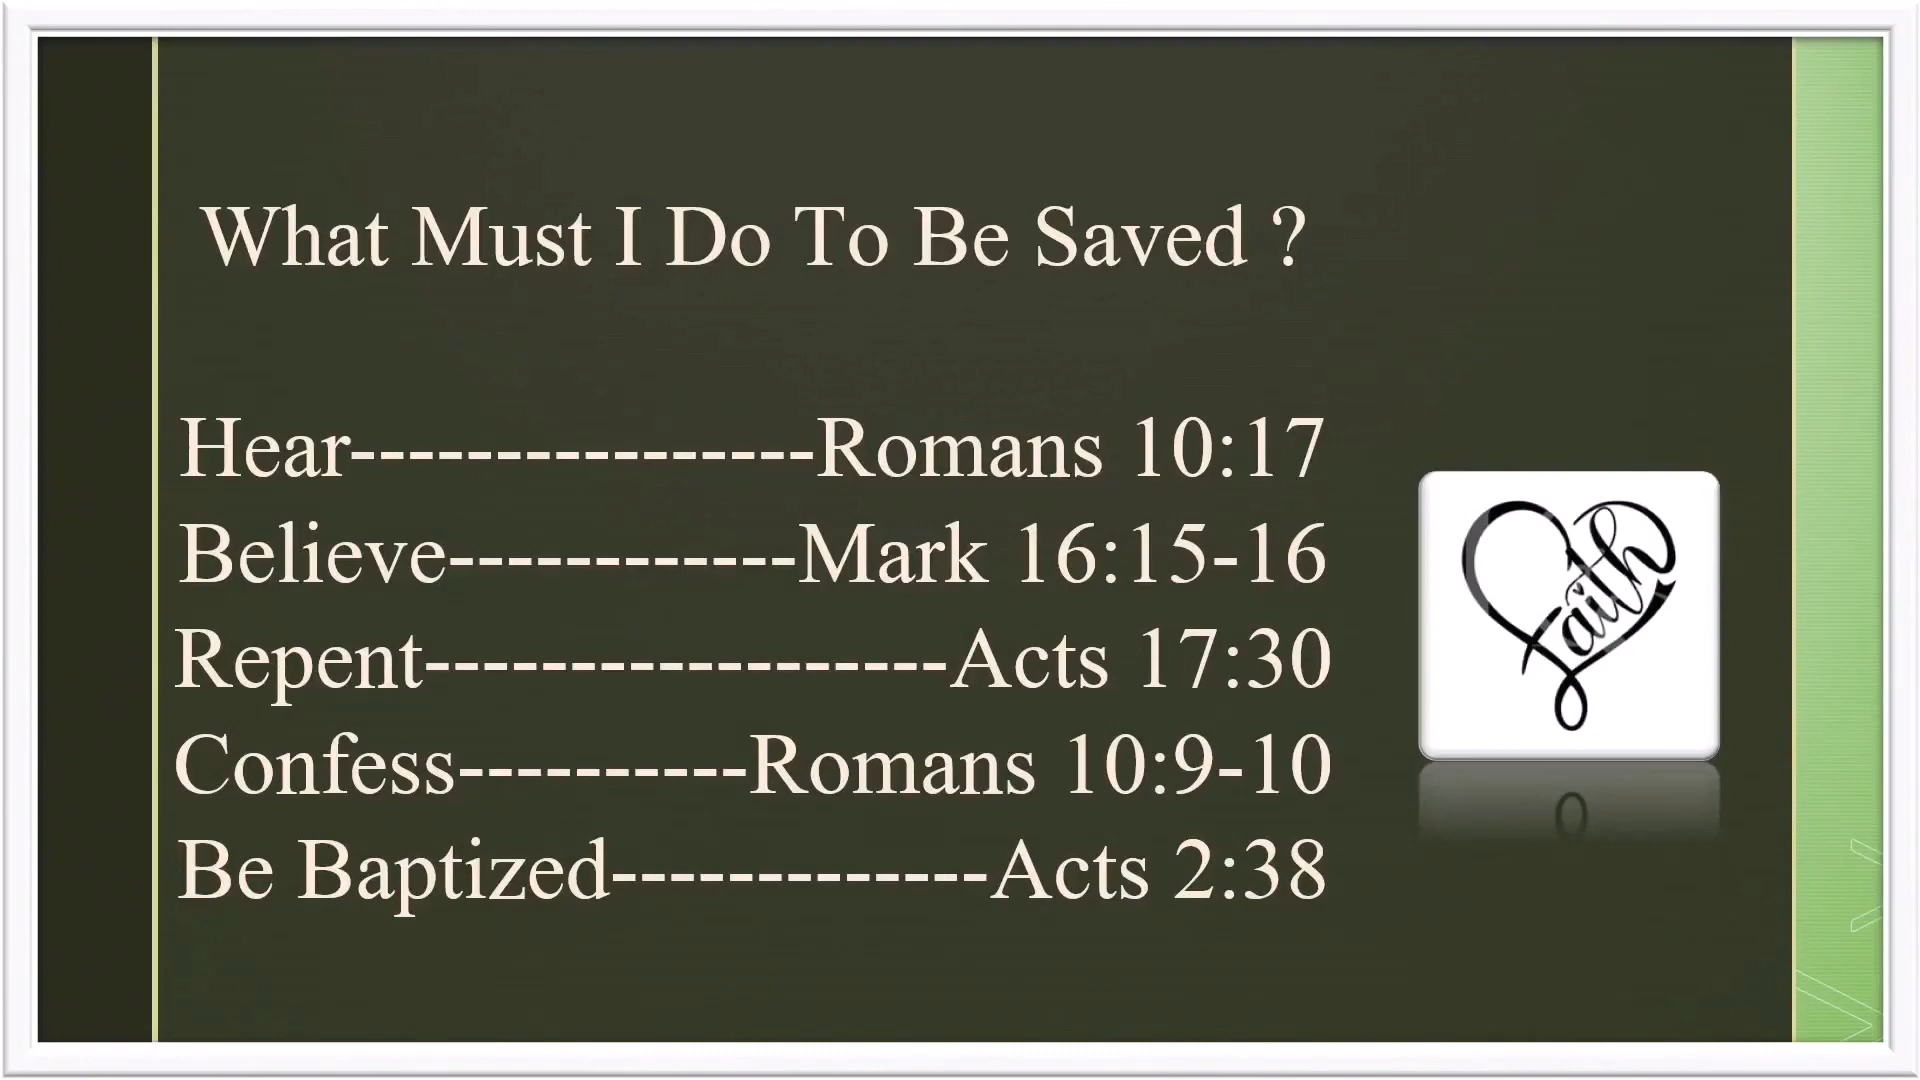 What Must I Do To Be Saved ?
Hear----------------Romans 10:17
Believe------------Mark 16:15-16
Repent------------------Acts 17:30
Confess----------Romans 10:9-10
Be Baptized-------------Acts 2:38
Faith